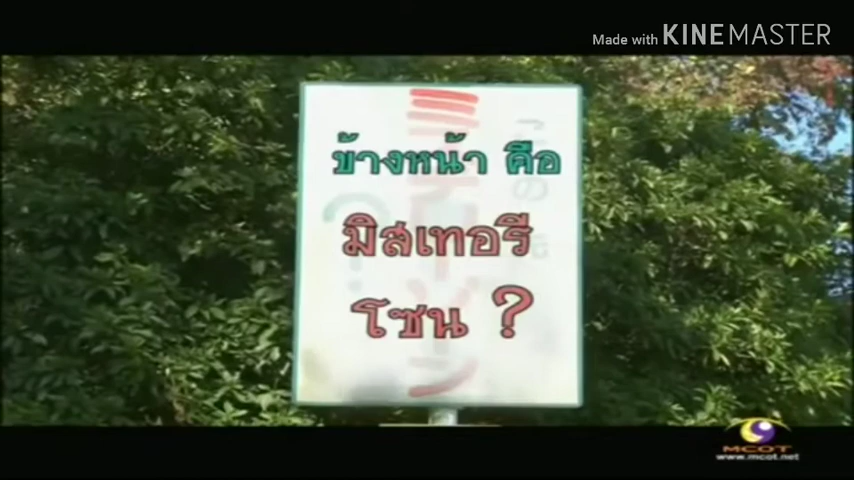 Made with KINEMASTER
ข้างหน้า คือ
มิสเทอรี
โซน ?
MCOT
www.mcot.net